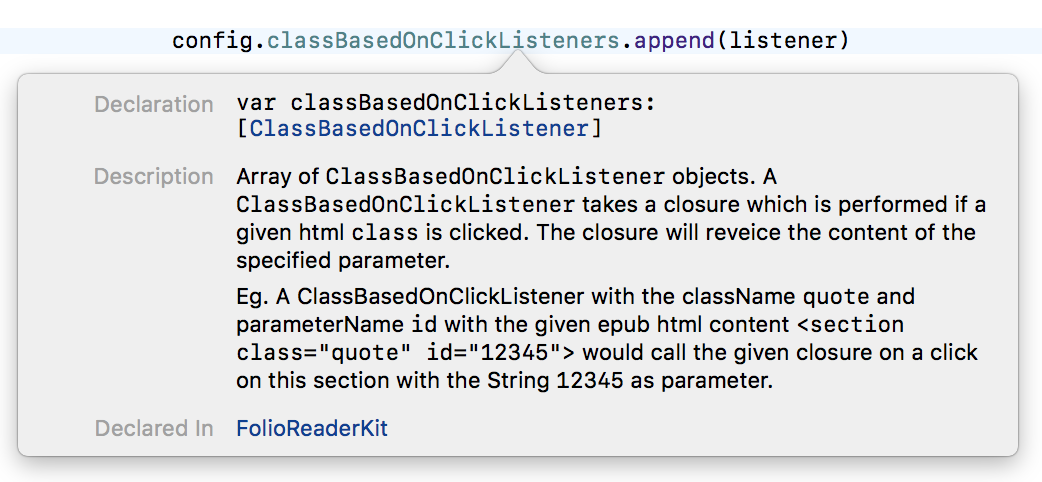 config.classBasedOnClickListeners.append(listener)
Declaration var classBasedOnClickListeners:
[ClassBasedOnClickListener]
Description Array of ClassBasedOnClickListener objects. A
ClassBasedOnClickListener takes a closure which is performed if a
given html class is clicked. The closure will reveice the content of the
specified parameter.
Eg. A ClassBasedOnClickListener with the className quote and
parameterName id with the given epub html content <section
class="quote" id="12345"> would call the given closure on a click
on this section with the String 12345 as parameter.
Declared In FolioReaderKit